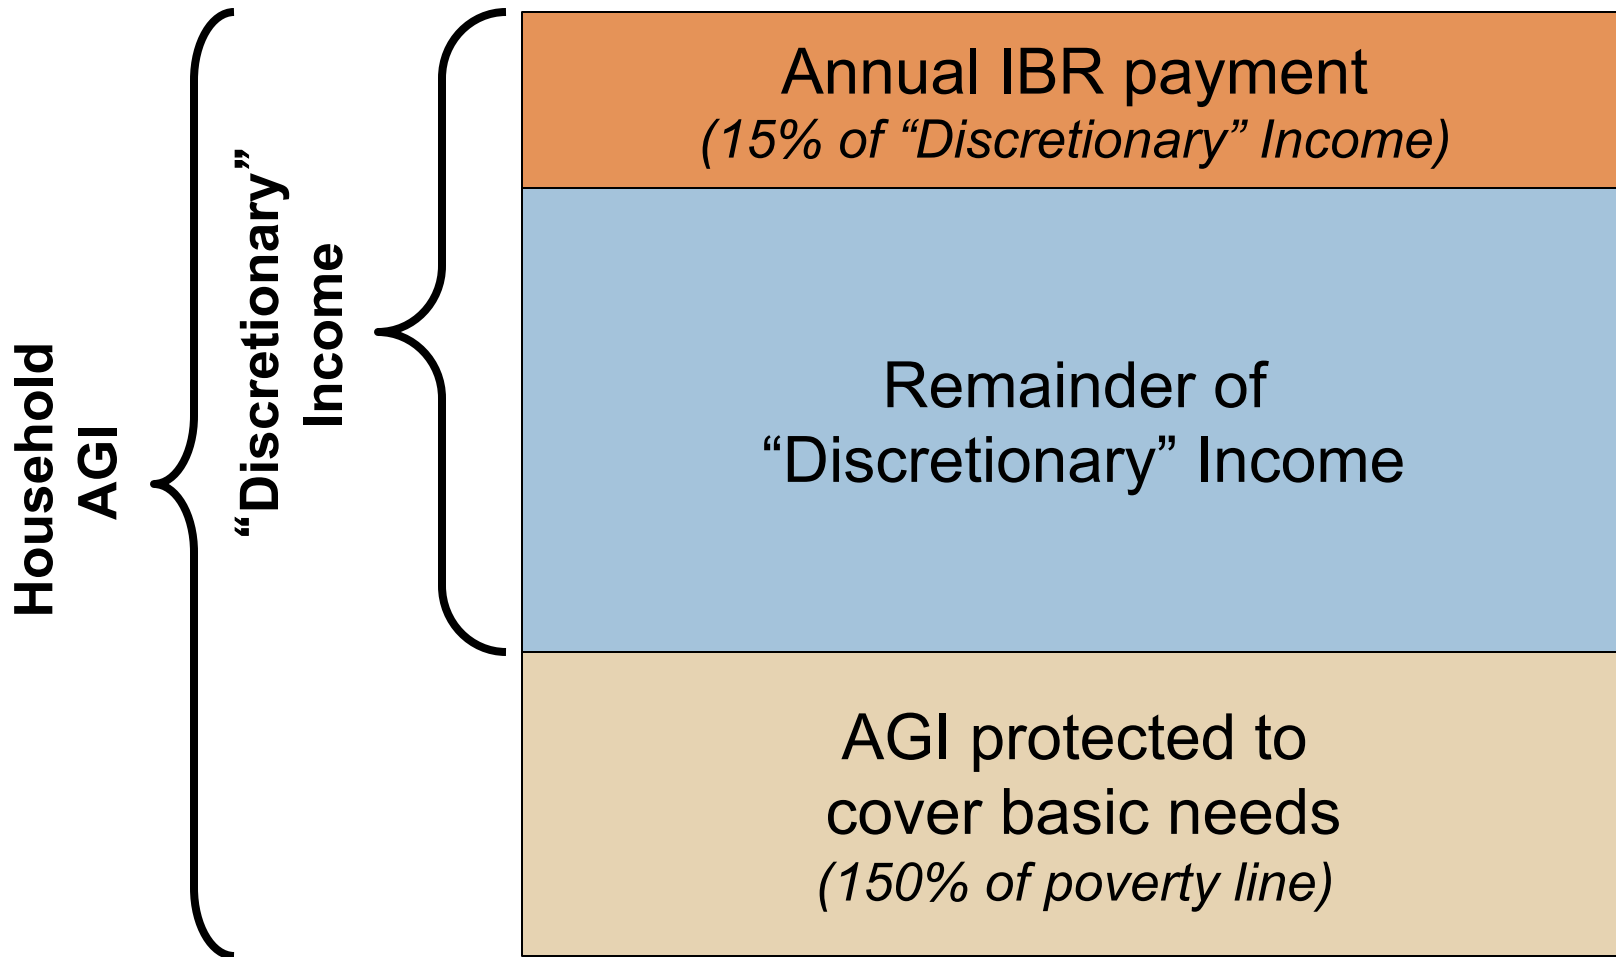 Household
AGI
“Discretionary”
Income
Annual IBR payment
(15% of “Discretionary” Income)
Remainder of
“Discretionary” Income
AGI protected to
cover basic needs
(150% of poverty line)